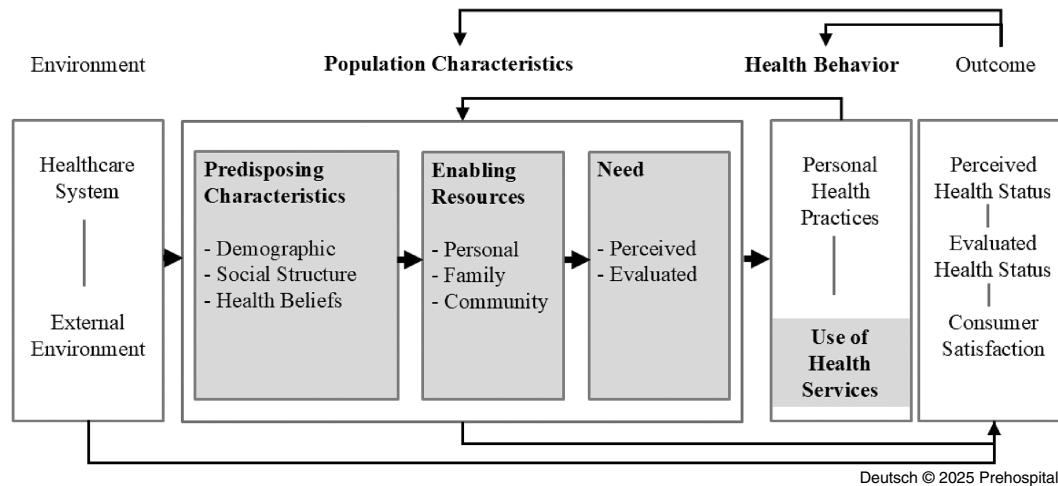 Environment
Population Characteristics
Health Behavior
Outcome
Healthcare
System
External
Environment
Predisposing
Characteristics
- Demographic
- Social Structure
- Health Beliefs
Enabling
Resources
- Personal
- Family
- Community
Need
- Perceived
- Evaluated
Personal
Health
Practices
Use of
Health
Services
Perceived
Health Status
Evaluated
Health Status
Consumer
Satisfaction
Deutsch © 2025 Prehospital